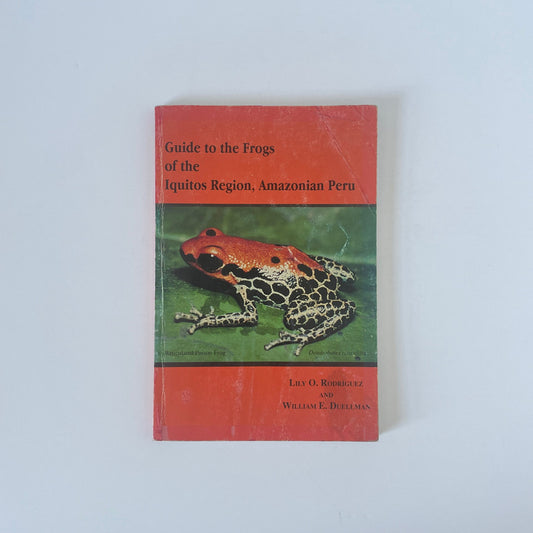 Guide to the Frogs
of the
Iquitos Region, Amazonian Peru
Reticulated Poison Frog
LILY O. RODRÍGUEZ
AND
WILLIAM E. DUELLMAN